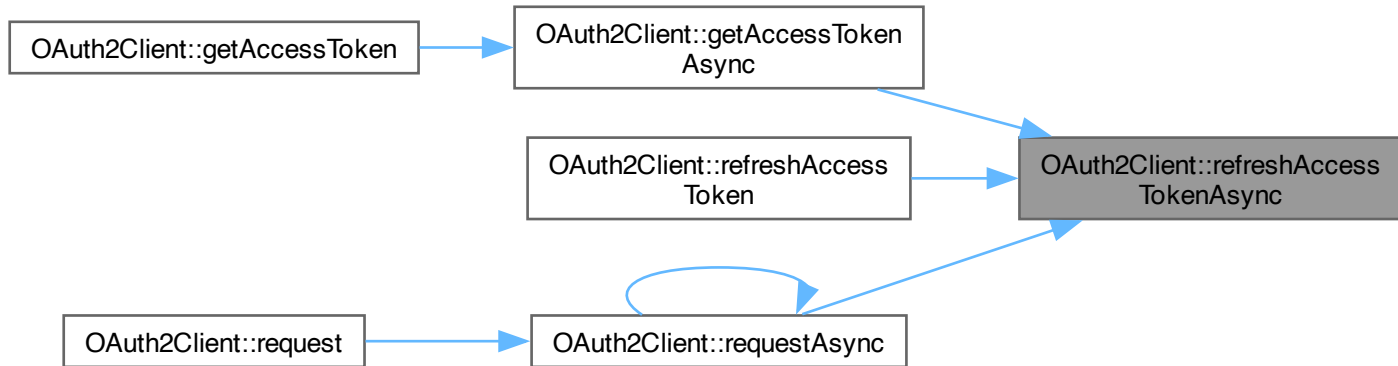 OAuth2Client::getAccessToken
OAuth2Client::getAccessToken
Async
OAuth2Client::refreshAccess
Token
OAuth2Client::refreshAccess
TokenAsync
OAuth2Client::request
OAuth2Client::requestAsync